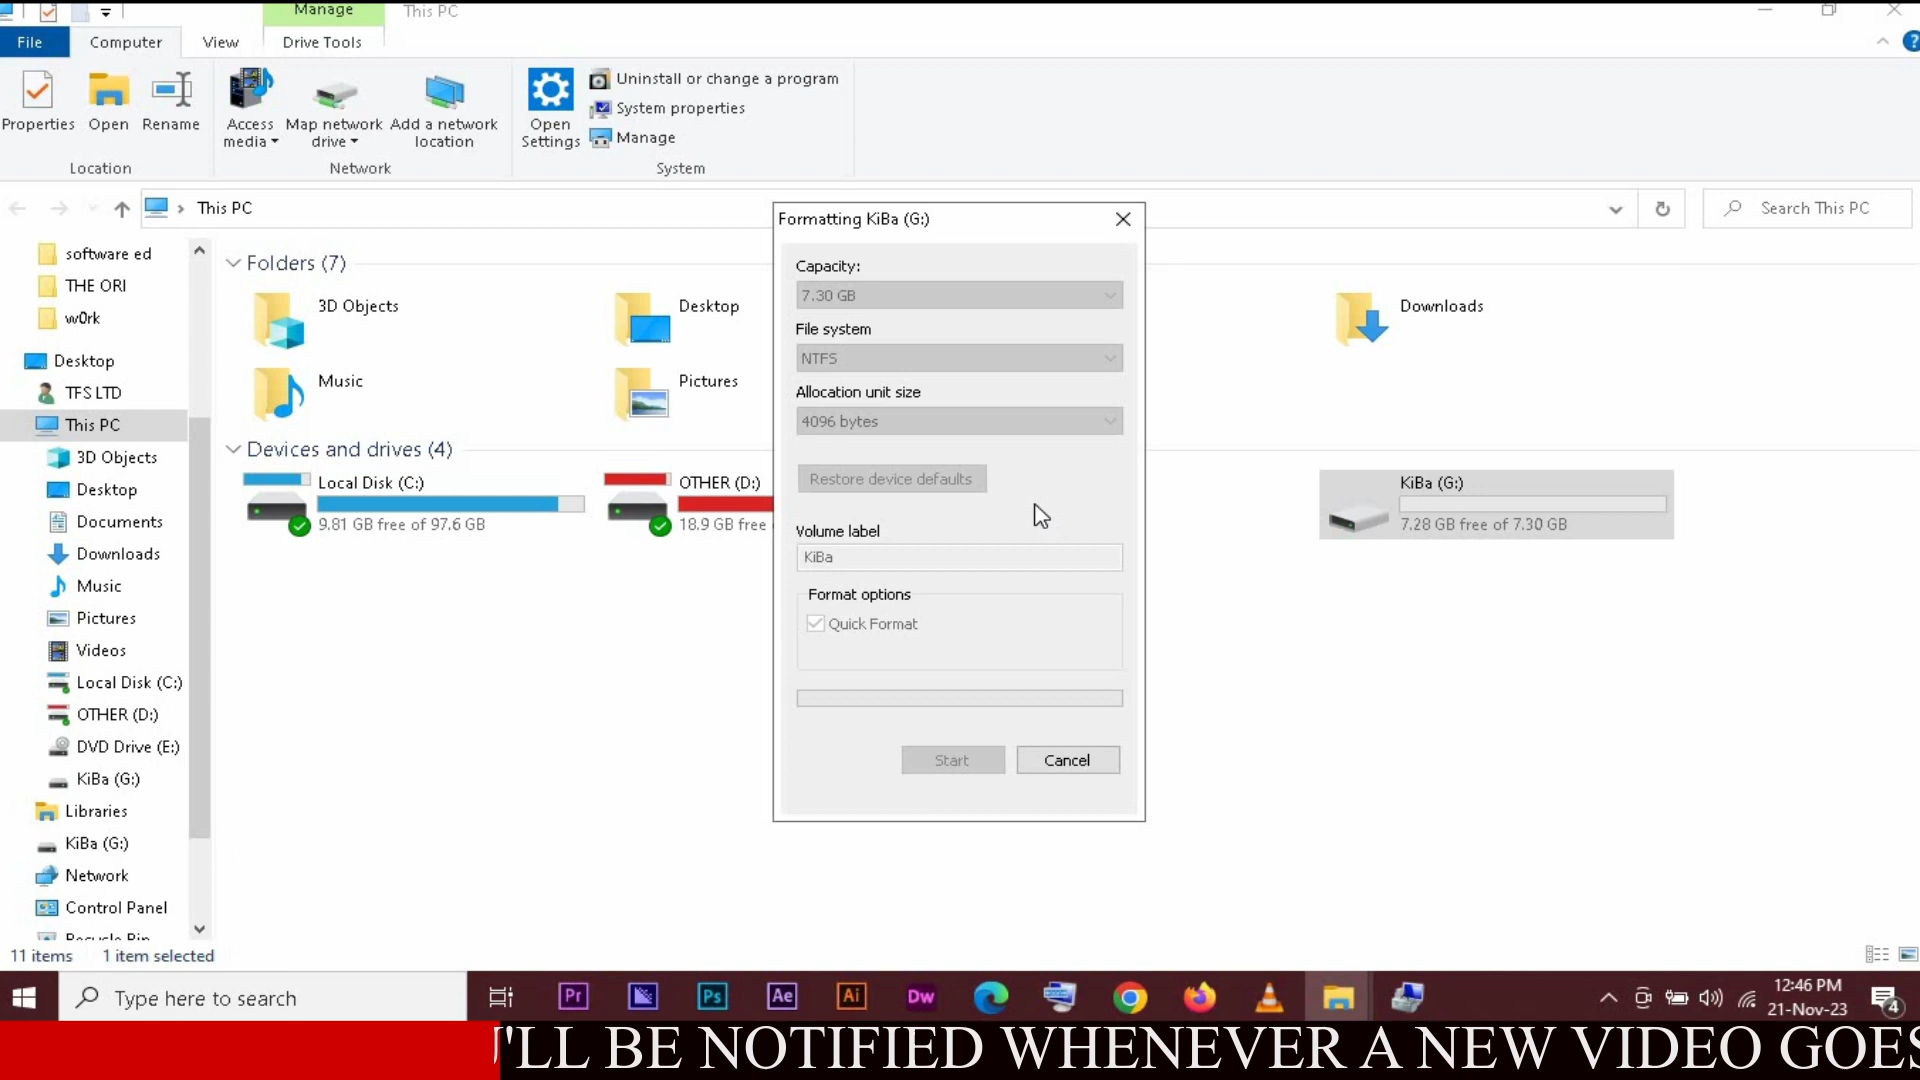 Manage
This PC
File
Computer
View
Drive Tools
Properties
Open
Rename
Access media
Map network drive
Add a network location
Open Settings
Uninstall or change a program
System properties
Manage
Location
Network
System
This PC
Search This PC
software ed
THE ORI
w0rk
Desktop
TFS LTD
This PC
3D Objects
Desktop
Documents
Downloads
Music
Pictures
Videos
Local Disk (C:)
OTHER (D:)
DVD Drive (E:)
KiBa (G:)
Libraries
KiBa (G:)
Network
Control Panel
Recycle Bin
Folders (7)
3D Objects
Desktop
Downloads
Music
Pictures
Devices and drives (4)
Local Disk (C:)
9.81 GB free of 97.6 GB
OTHER (D:)
18.9 GB free
KiBa (G:)
7.28 GB free of 7.30 GB
Formatting KiBa (G:)
Capacity:
7.30 GB
File system
NTFS
Allocation unit size
4096 bytes
Restore device defaults
Volume label
KiBa
Format options
Quick Format
Start
Cancel
11 items
1 item selected
Type here to search
Pr
Ps
Ae
Ai
Dw
12:46 PM
21-Nov-23
4
'LL BE NOTIFIED WHENEVER A NEW VIDEO GOES